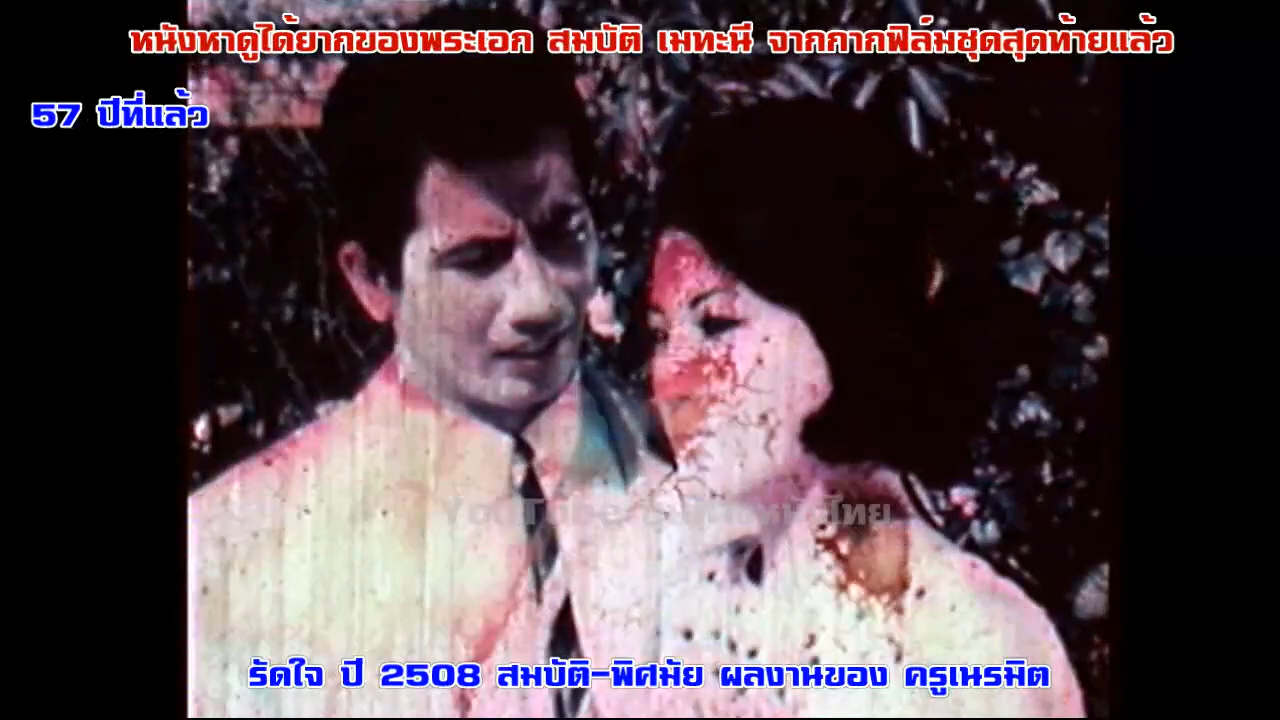 หนังหาดูได้ยากของพระเอก สมบัติ เมทะนี จากกากฟิล์มชุดสุดท้ายแล้ว
57 ปีที่แล้ว
YouTube
รัดใจ ปี 2508 สมบัติ-พิศมัย ผลงานของ ครูเนรมิต